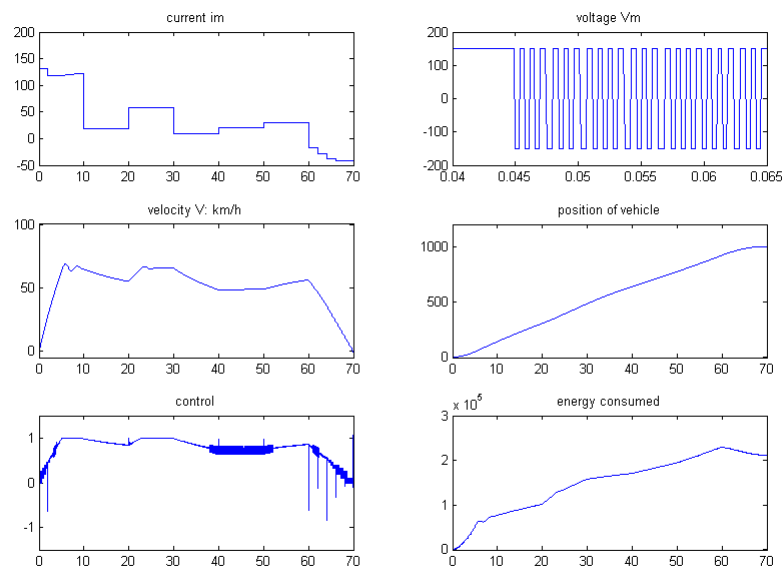 current im
200
150
100
50
0
-50
0 10 20 30 40 50 60 70
voltage Vm
200
100
0
-100
-200
0.04 0.045 0.05 0.055 0.06 0.065
velocity V: km/h
100
50
0
0 10 20 30 40 50 60 70
position of vehicle
1000
500
0
0 10 20 30 40 50 60 70
control
1
0
-1
0 10 20 30 40 50 60 70
energy consumed
x 10^5
3
2
1
0
0 10 20 30 40 50 60 70